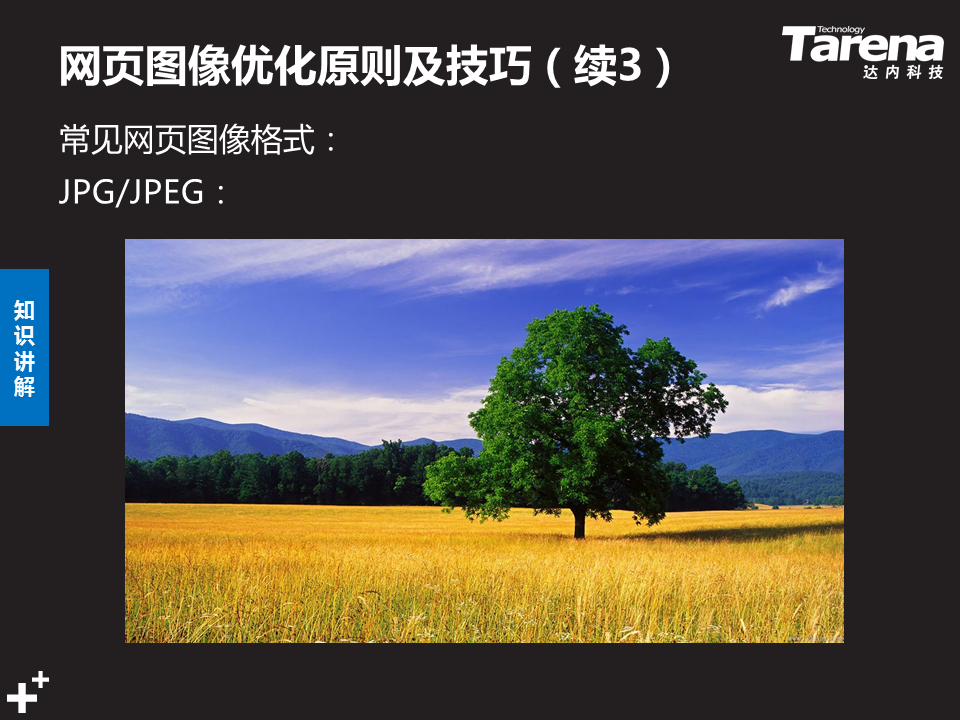 网页图像优化原则及技巧（续3）
Technology
Tarena
达内科技
常见网页图像格式：
JPG/JPEG：
知识讲解